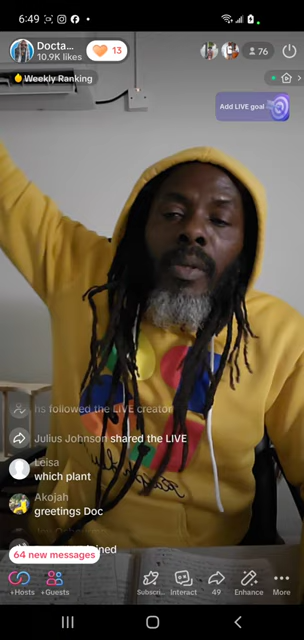 6:49
Docta...
10.9K likes
13
76
Weekly Ranking
Add LIVE goal
hs followed the LIVE creator
Julius Johnson shared the LIVE
Leisa
which plant
Akojah
greetings Doc
64 new messages
+Hosts
+Guests
Subscri...
Interact
49
Enhance
More